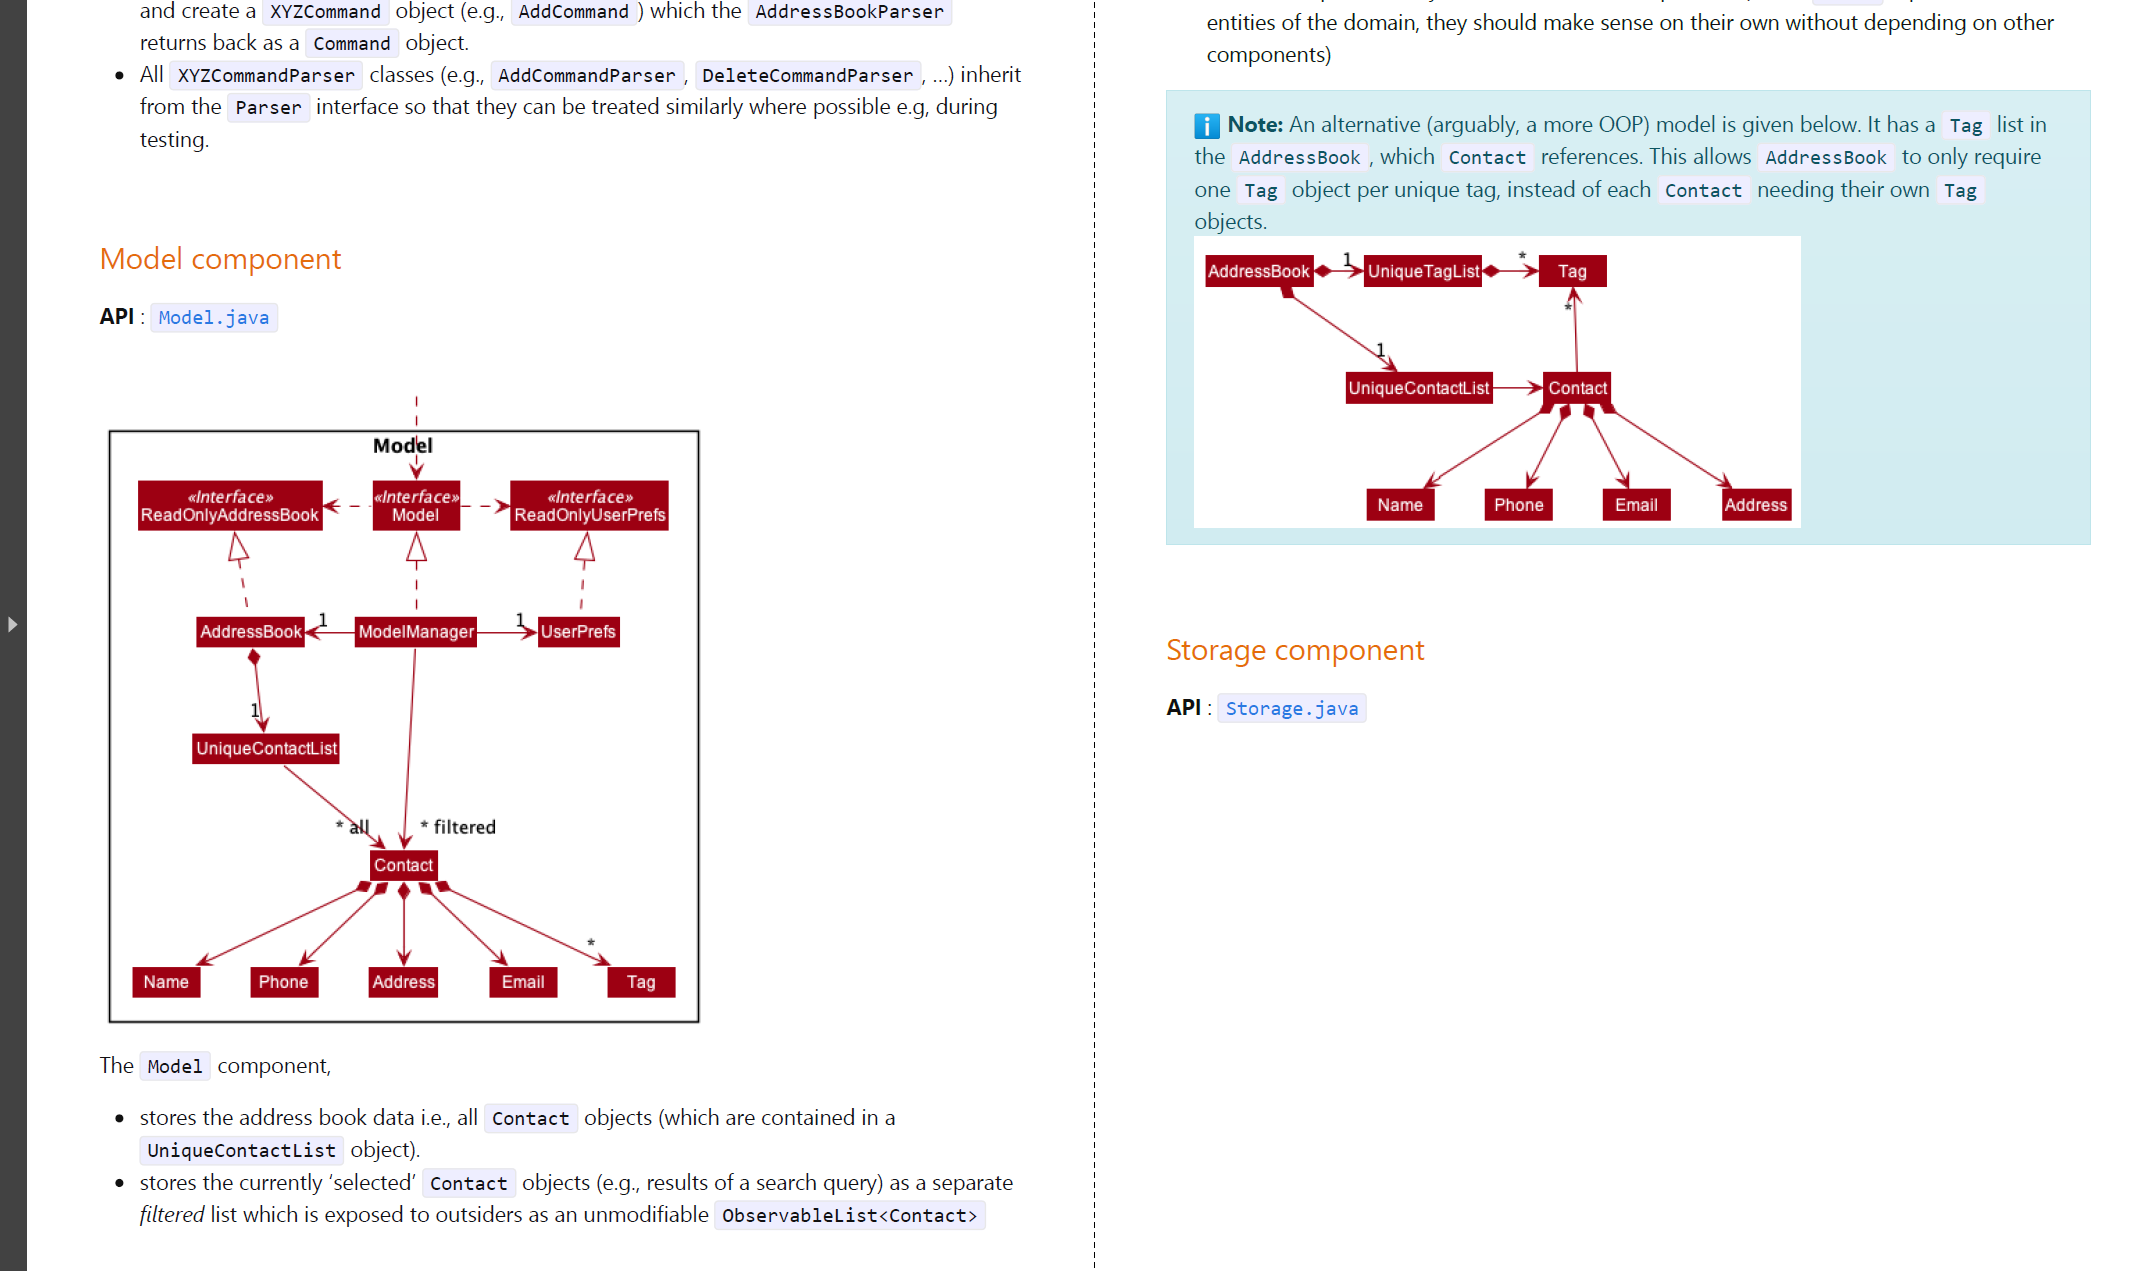 and create a XYZCommand object (e.g., AddCommand ) which the AddressBookParser
returns back as a Command object.
• All XYZCommandParser classes (e.g., AddCommandParser , DeleteCommandParser , ...) inherit
from the Parser interface so that they can be treated similarly where possible e.g, during
testing.
Model component
API : Model.java
Model
«Interface»
ReadOnlyAddressBook
«Interface»
Model
«Interface»
ReadOnlyUserPrefs
AddressBook
1
ModelManager
1
UserPrefs
1
UniqueContactList
* all
* filtered
Contact
*
Name
Phone
Address
Email
Tag
The Model component,
• stores the address book data i.e., all Contact objects (which are contained in a
UniqueContactList object).
• stores the currently ‘selected’ Contact objects (e.g., results of a search query) as a separate
filtered list which is exposed to outsiders as an unmodifiable ObservableList<Contact>
entities of the domain, they should make sense on their own without depending on other
components)
Note: An alternative (arguably, a more OOP) model is given below. It has a Tag list in
the AddressBook , which Contact references. This allows AddressBook to only require
one Tag object per unique tag, instead of each Contact needing their own Tag
objects.
AddressBook
1
UniqueTagList
*
Tag
*
1
UniqueContactList
Contact
Name
Phone
Email
Address
Storage component
API : Storage.java